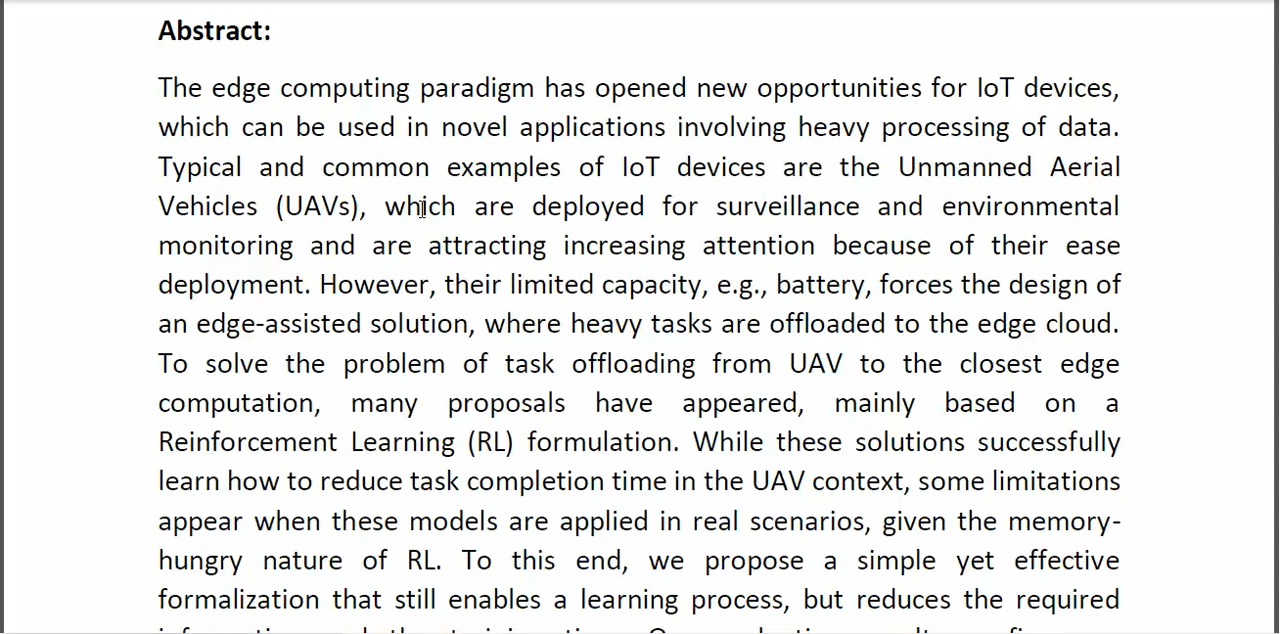 Abstract:
The edge computing paradigm has opened new opportunities for IoT devices,
which can be used in novel applications involving heavy processing of data.
Typical and common examples of IoT devices are the Unmanned Aerial
Vehicles (UAVs), which are deployed for surveillance and environmental
monitoring and are attracting increasing attention because of their ease
deployment. However, their limited capacity, e.g., battery, forces the design of
an edge-assisted solution, where heavy tasks are offloaded to the edge cloud.
To solve the problem of task offloading from UAV to the closest edge
computation, many proposals have appeared, mainly based on a
Reinforcement Learning (RL) formulation. While these solutions successfully
learn how to reduce task completion time in the UAV context, some limitations
appear when these models are applied in real scenarios, given the memory-
hungry nature of RL. To this end, we propose a simple yet effective
formalization that still enables a learning process, but reduces the required